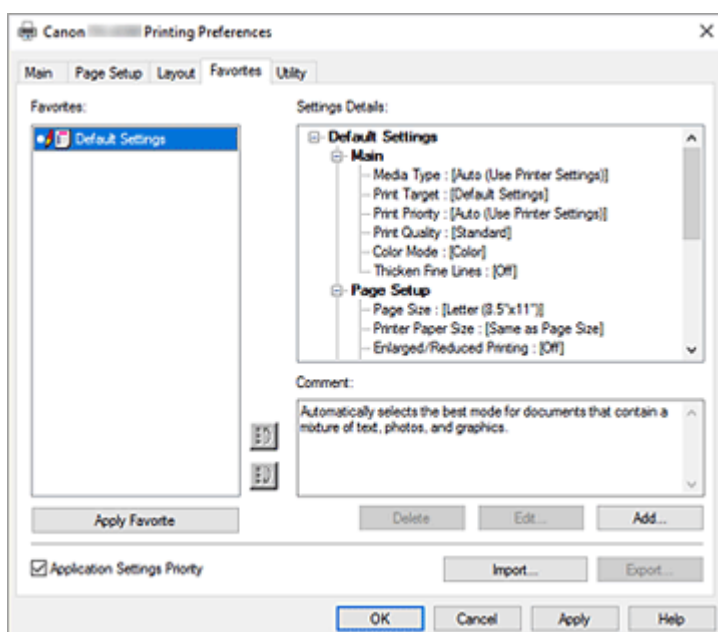 Canon Printing Preferences
Main Page Setup Layout Favorites Utility
Favorites:
Default Settings
Settings Details:
Default Settings
Main
Media Type : [Auto (Use Printer Settings)]
Print Target : [Default Settings]
Print Priority : [Auto (Use Printer Settings)]
Print Quality : [Standard]
Color Mode : [Color]
Thicken Fine Lines : [Off]
Page Setup
Page Size : [Letter (8.5"x11")]
Printer Paper Size : [Same as Page Size]
Enlarged/Reduced Printing : [Off]
Comment:
Automatically selects the best mode for documents that contain a
mixture of text, photos, and graphics.
Apply Favorite
Delete Edit... Add...
Application Settings Priority
Import... Export...
OK Cancel Apply Help